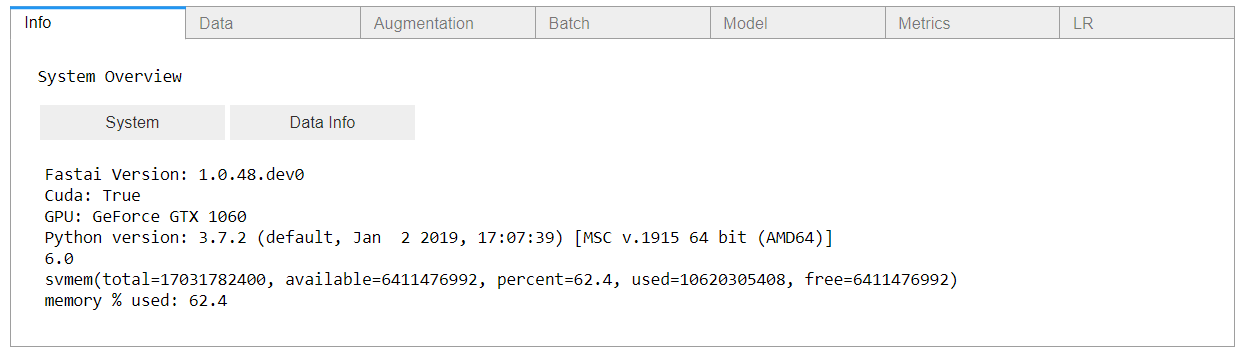 Info Data Augmentation Batch Model Metrics LR
System Overview
System Data Info
Fastai Version: 1.0.48.dev0
Cuda: True
GPU: GeForce GTX 1060
Python version: 3.7.2 (default, Jan  2 2019, 17:07:39) [MSC v.1915 64 bit (AMD64)]
6.0
svmem(total=17031782400, available=6411476992, percent=62.4, used=10620305408, free=6411476992)
memory % used: 62.4